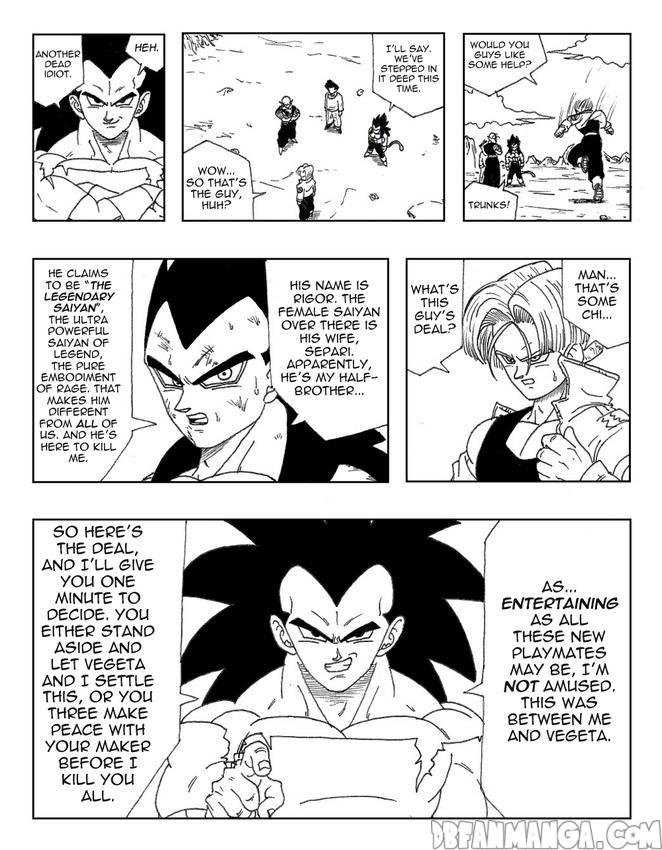 WOULD YOU
GUYS LIKE
SOME HELP?
TRUNKS!
I'LL SAY.
WE'VE
STEPPED IN
IT DEEP THIS
TIME.
WOW...
SO THAT'S
THE GUY,
HUH?
HEH.
ANOTHER
DEAD
IDIOT.
MAN...
THAT'S
SOME
CHI...
WHAT'S
THIS
GUY'S
DEAL?
HIS NAME IS
RIGOR. THE
FEMALE SAIYAN
OVER THERE IS
HIS WIFE,
SEPARI.
APPARENTLY,
HE'S MY HALF-
BROTHER...
HE CLAIMS
TO BE "THE
LEGENDARY
SAIYAN",
THE ULTRA
POWERFUL
SAIYAN OF
LEGEND,
THE PURE
EMBODIMENT
OF RAGE. THAT
MAKES HIM
DIFFERENT
FROM ALL OF
US. AND HE'S
HERE TO KILL
ME.
AS...
ENTERTAINING
AS ALL
THESE NEW
PLAYMATES
MAY BE, I'M
NOT AMUSED.
THIS WAS
BETWEEN ME
AND VEGETA.
SO HERE'S
THE DEAL,
AND I'LL GIVE
YOU ONE
MINUTE TO
DECIDE. YOU
EITHER STAND
ASIDE AND
LET VEGETA
AND I SETTLE
THIS, OR YOU
THREE MAKE
PEACE WITH
YOUR MAKER
BEFORE I
KILL YOU
ALL.
DBFANMANGA.COM